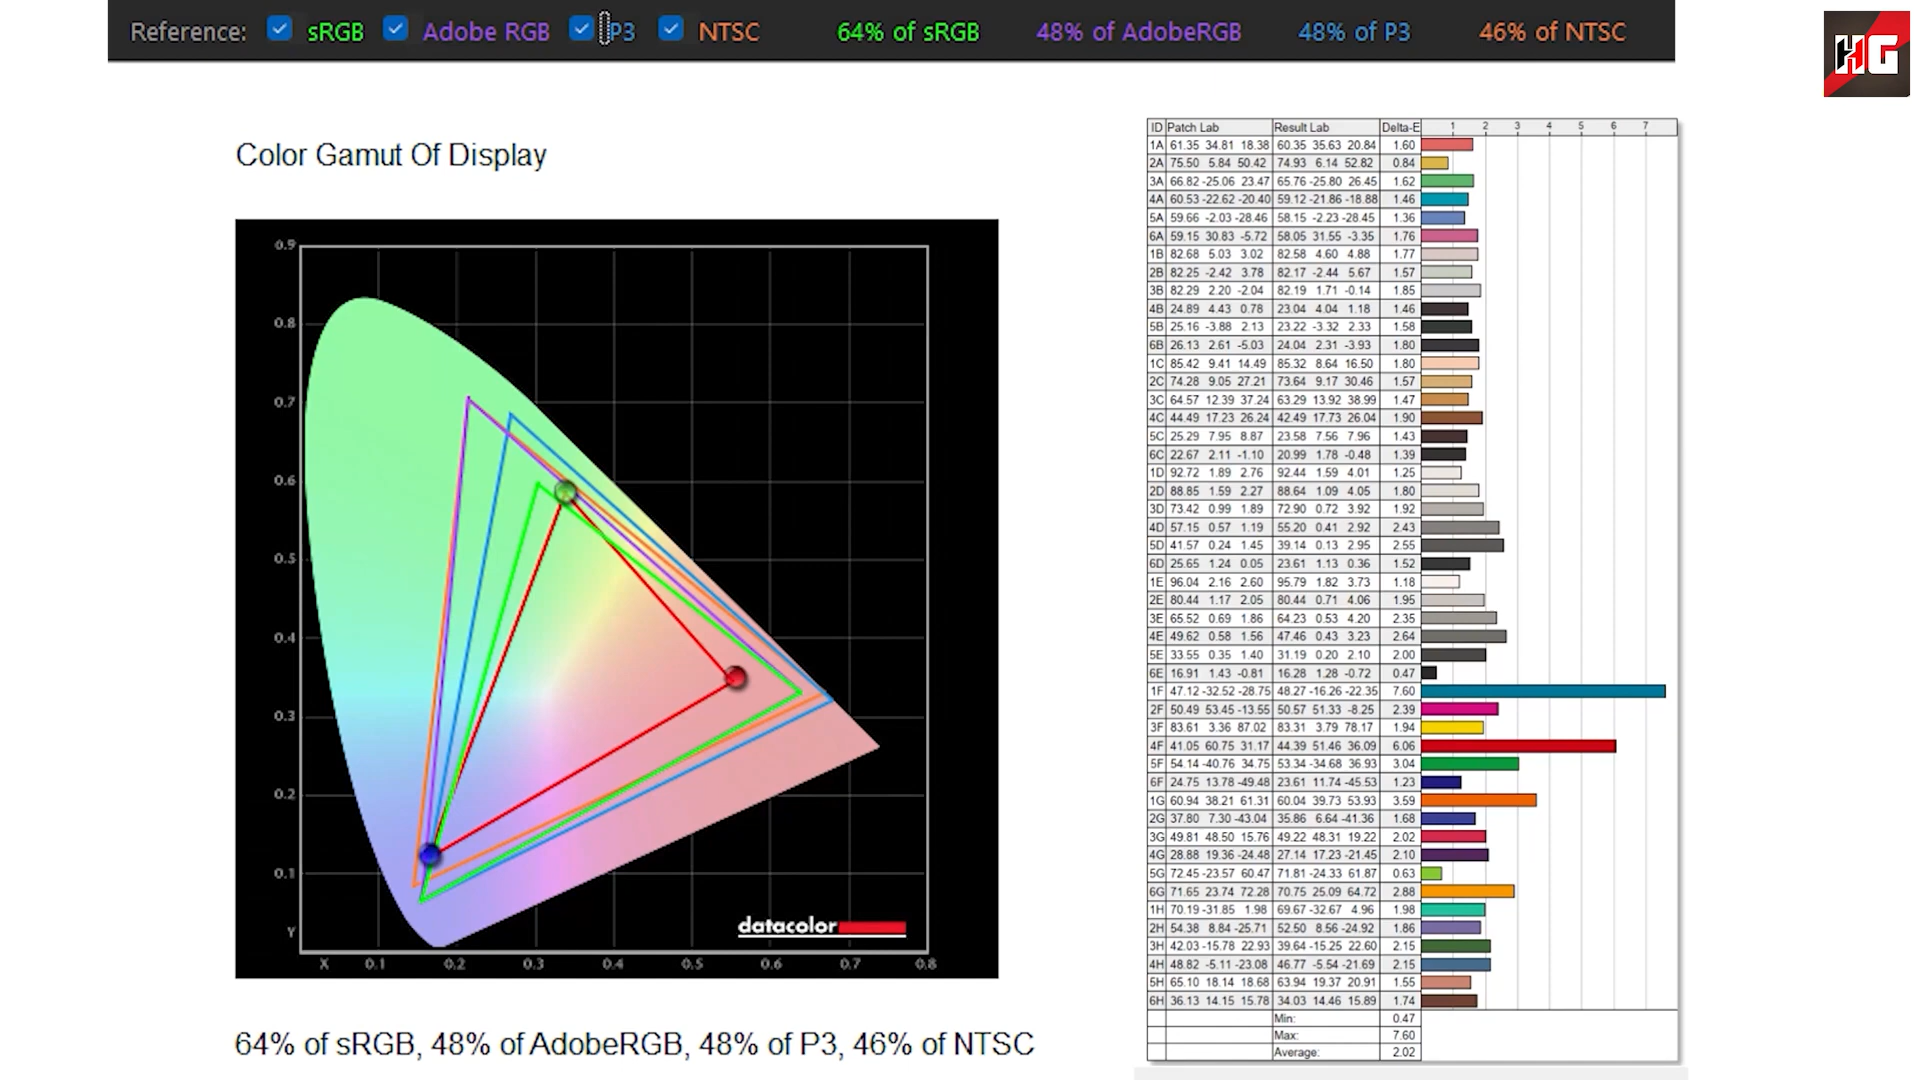 Reference: sRGB Adobe RGB P3 NTSC 64% of sRGB 48% of AdobeRGB 48% of P3 46% of NTSC
HG
Color Gamut Of Display
0.9
0.8
0.7
0.6
0.5
0.4
0.3
0.2
0.1
Y
X 0.1 0.2 0.3 0.4 0.5 0.6 0.7 0.8
datacolor
64% of sRGB, 48% of AdobeRGB, 48% of P3, 46% of NTSC
ID Patch Lab Result Lab Delta-E 1 2 3 4 5 6 7
1A 61.35 34.81 18.38 60.35 35.63 20.84 1.60
2A 75.50 5.84 50.42 74.93 6.14 52.82 0.84
3A 66.82 -25.06 23.47 65.76 -25.80 26.45 1.62
4A 60.53 -22.62 -20.40 59.12 -21.86 -18.88 1.46
5A 59.66 -2.03 -28.46 58.15 -2.23 -28.45 1.36
6A 59.15 30.83 -5.72 58.05 31.55 -3.35 1.76
1B 82.68 5.03 3.02 82.58 4.60 4.88 1.77
2B 82.25 -2.42 3.78 82.17 -2.44 5.67 1.57
3B 82.29 2.20 -2.04 82.19 1.71 -0.14 1.85
4B 24.89 4.43 0.78 23.04 4.04 1.18 1.46
5B 25.16 -3.88 2.13 23.22 -3.32 2.33 1.58
6B 26.13 2.61 -5.03 24.04 2.31 -3.93 1.80
1C 85.42 9.41 14.49 85.32 8.64 16.50 1.80
2C 74.28 9.05 27.21 73.64 9.17 30.46 1.57
3C 64.57 12.39 37.24 63.29 13.92 38.99 1.47
4C 44.49 17.23 26.24 42.49 17.73 26.04 1.90
5C 25.29 7.95 8.87 23.58 7.56 7.96 1.43
6C 22.67 2.11 -1.10 20.99 1.78 -0.48 1.39
1D 92.72 1.89 2.76 92.44 1.59 4.01 1.25
2D 88.85 1.59 2.27 88.64 1.09 4.05 1.80
3D 73.42 0.99 1.89 72.90 0.72 3.92 1.92
4D 57.15 0.57 1.19 55.20 0.41 2.92 2.43
5D 41.57 0.24 1.45 39.14 0.13 2.95 2.55
6D 25.65 1.24 0.05 23.61 1.13 0.36 1.52
1E 96.04 2.16 2.60 95.79 1.82 3.73 1.18
2E 80.44 1.17 2.05 80.44 0.71 4.06 1.95
3E 65.52 0.69 1.86 64.23 0.53 4.20 2.35
4E 49.62 0.58 1.56 47.46 0.43 3.23 2.64
5E 33.55 0.35 1.40 31.19 0.20 2.10 2.00
6E 16.91 1.43 -0.81 16.28 1.28 -0.72 0.47
1F 47.12 -32.52 -28.75 48.27 -16.26 -22.35 7.60
2F 50.49 53.45 -13.55 50.57 51.33 -8.25 2.39
3F 83.61 3.36 87.02 83.31 3.79 78.17 1.94
4F 41.05 60.75 31.17 44.39 51.46 36.09 6.06
5F 54.14 -40.76 34.75 53.34 -34.68 36.93 3.04
6F 24.75 13.78 -49.48 23.61 11.74 -45.53 1.23
1G 60.94 38.21 61.31 60.04 39.73 53.93 3.59
2G 37.80 7.30 -43.04 35.86 6.64 -41.36 1.68
3G 49.81 48.50 15.76 49.22 48.31 19.22 2.02
4G 28.88 19.36 -24.48 27.14 17.23 -21.45 2.10
5G 72.45 -23.57 60.47 71.81 -24.33 61.87 0.63
6G 71.65 23.74 72.28 70.75 25.09 64.72 2.88
1H 70.19 -31.85 1.98 69.67 -32.67 4.96 1.98
2H 54.38 8.84 -25.71 52.50 8.56 -24.92 1.86
3H 42.03 -15.78 22.93 39.64 -15.25 22.60 2.15
4H 48.82 -5.11 -23.08 46.77 -5.54 -21.69 2.15
5H 65.10 18.14 18.68 63.94 19.37 20.91 1.55
6H 36.13 14.15 15.78 34.03 14.46 15.89 1.74
Min: 0.47
Max: 7.60
Average: 2.02